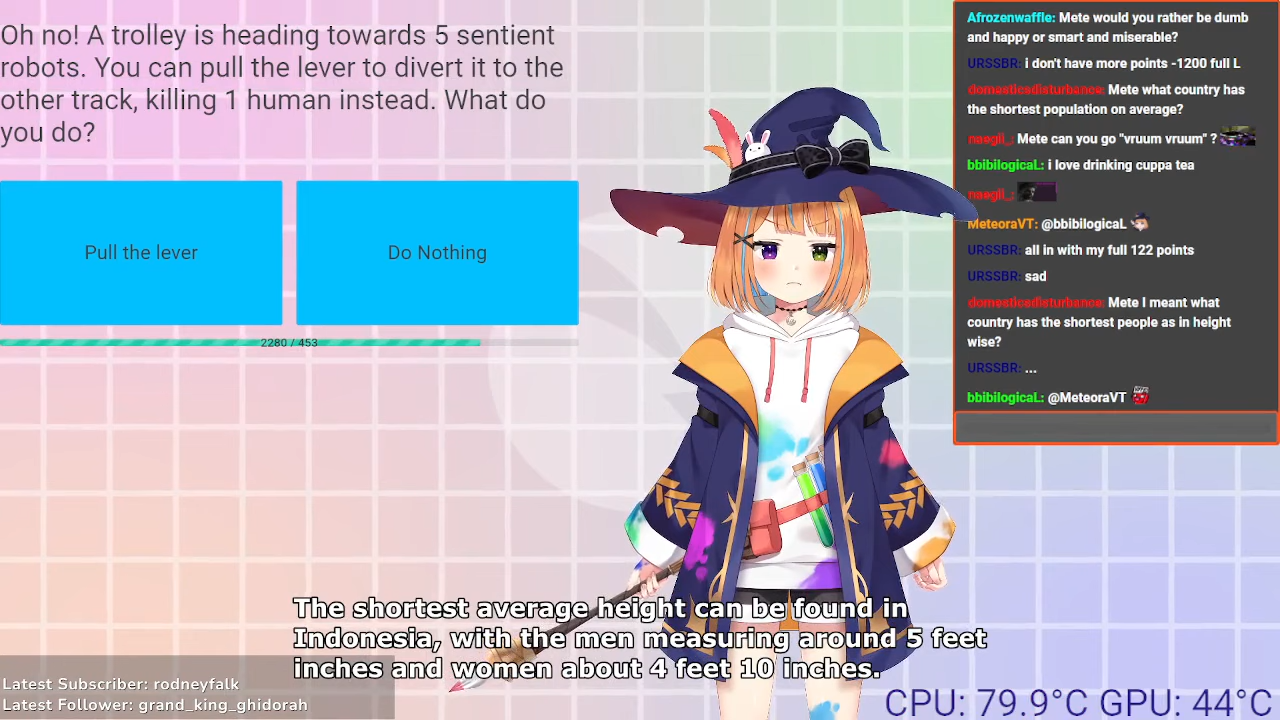 Oh no! A trolley is heading towards 5 sentient
robots. You can pull the lever to divert it to the
other track, killing 1 human instead. What do
you do?
Pull the lever
Do Nothing
2280 / 453
Afrozenwaffle: Mete would you rather be dumb
and happy or smart and miserable?
URSSBR: i don't have more points -1200 full L
domesticadisturbance: Mete what country has
the shortest population on average?
naegll_: Mete can you go "vruum vruum" ?
bbibilogicaL: i love drinking cuppa tea
naegll_:
MeteoraVT: @bbibilogicaL
URSSBR: all in with my full 122 points
URSSBR: sad
domesticadisturbance: Mete I meant what
country has the shortest people as in height
wise?
URSSBR: ...
bbibilogicaL: @MeteoraVT
The shortest average height can be found in
Indonesia, with the men measuring around 5 feet
inches and women about 4 feet 10 inches.
Latest Subscriber: rodneyfalk
Latest Follower: grand_king_ghidorah
CPU: 79.9°C GPU: 44°C